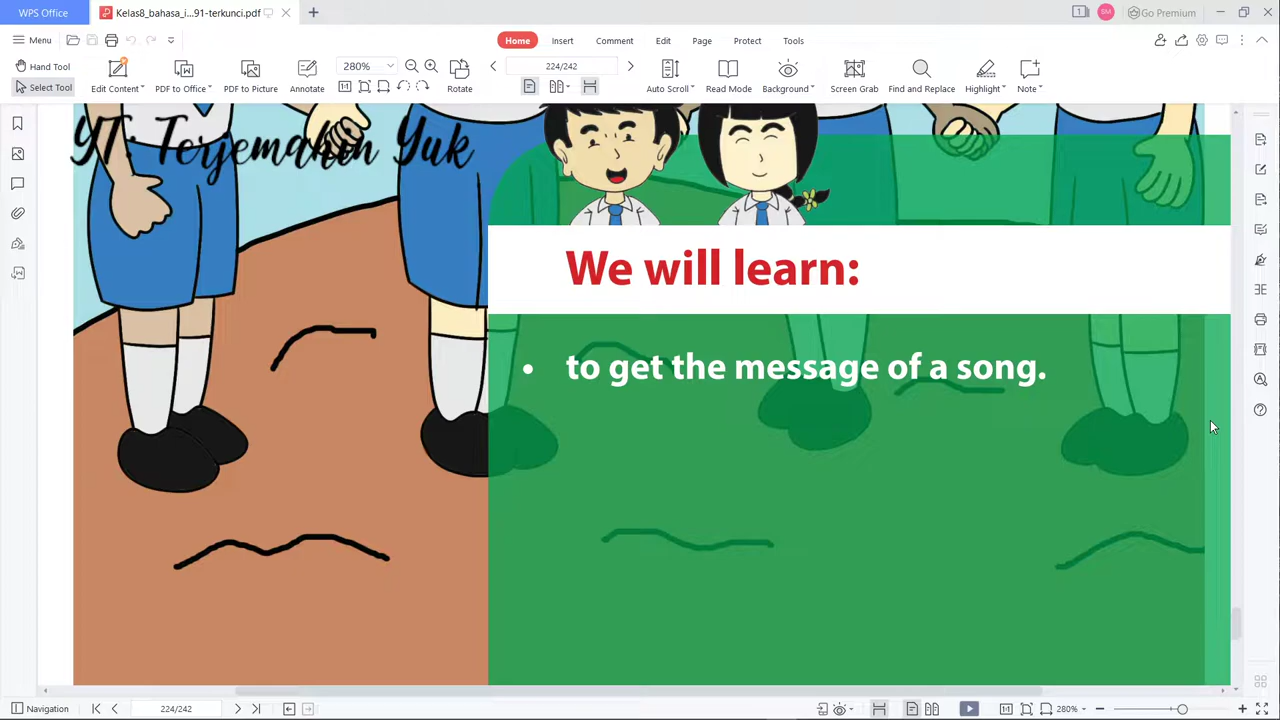 WPS Office
Kelas8_bahasa_i...91-terkunci.pdf
1
SM
Go Premium
Menu
Home
Insert
Comment
Edit
Page
Protect
Tools
Hand Tool
Select Tool
Edit Content
PDF to Office
PDF to Picture
Annotate
280%
Rotate
224/242
Auto Scroll
Read Mode
Background
Screen Grab
Find and Replace
Highlight
Note
YT: Terjemahin Yuk
We will learn:
• to get the message of a song.
Navigation
224/242
280%